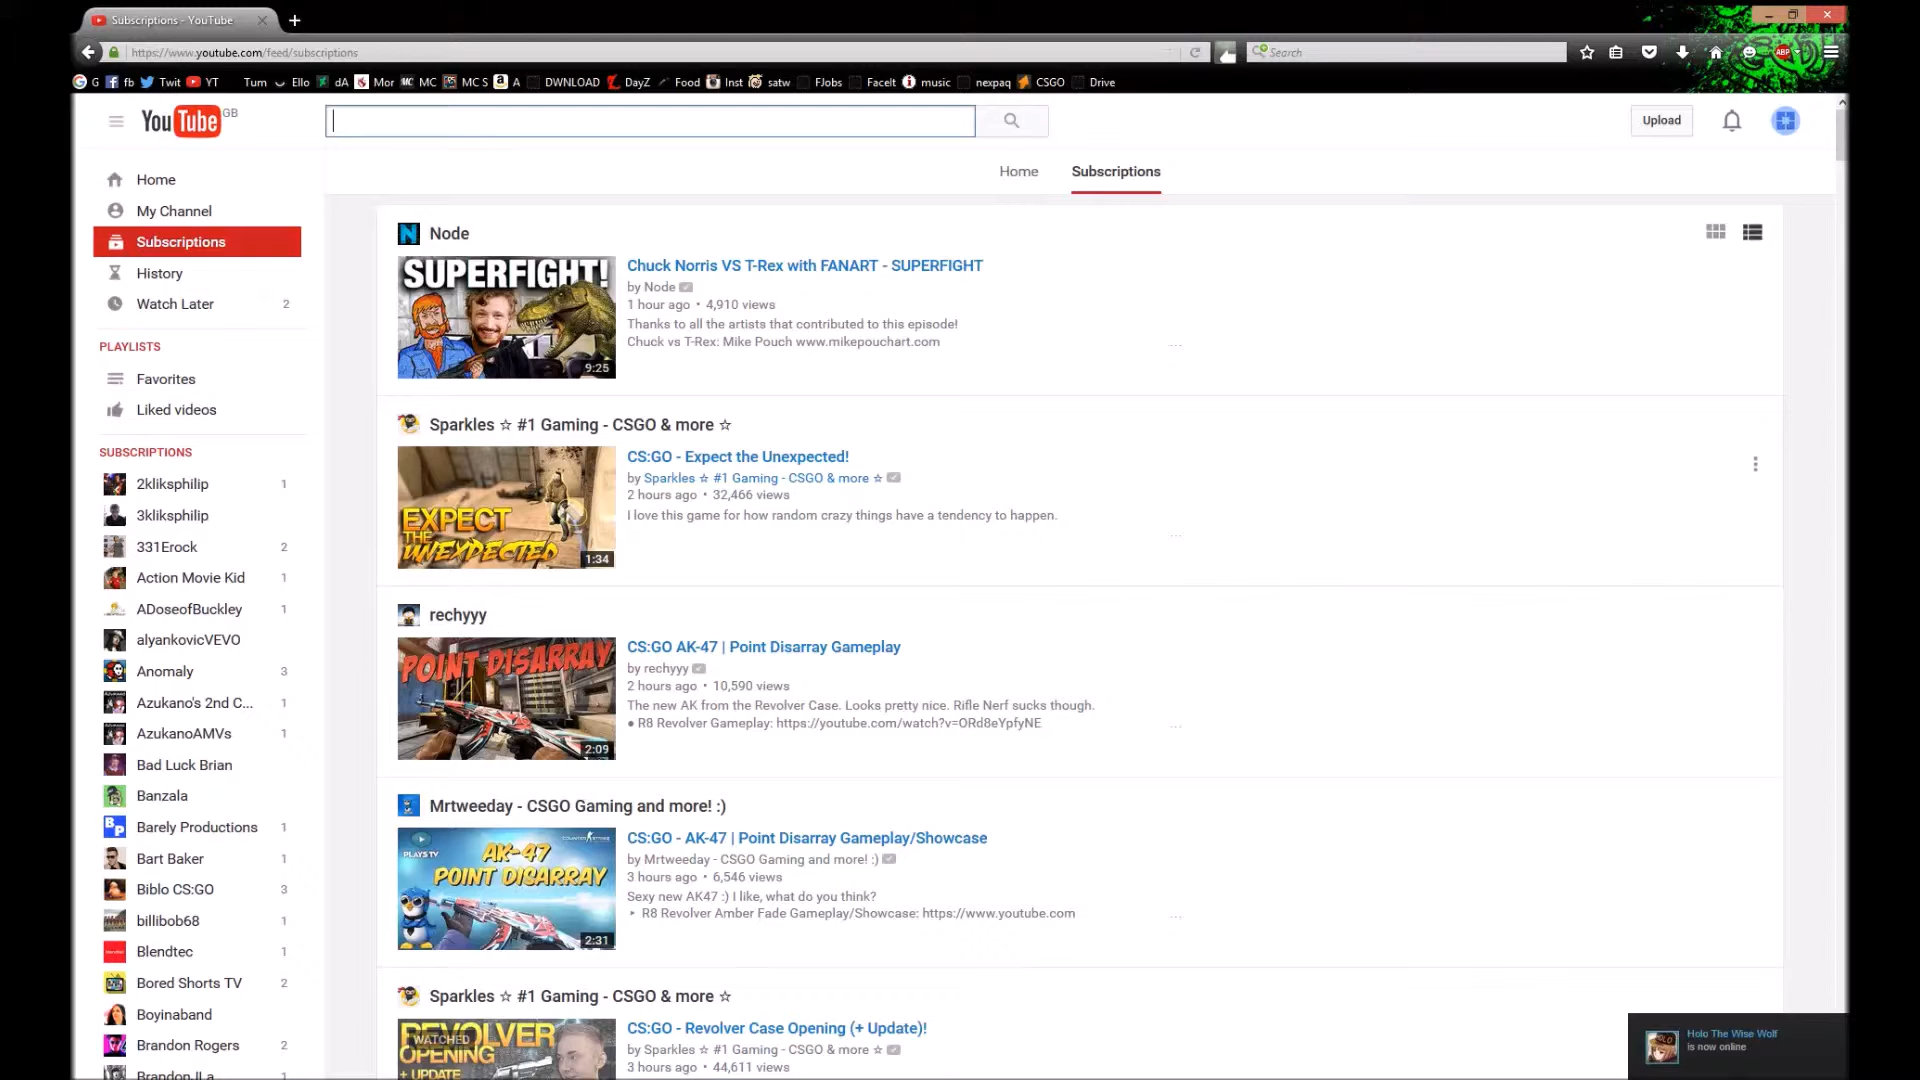 Subscriptions - YouTube
https://www.youtube.com/feed/subscriptions
Search
ABP
G fb Twit YT Tum Ello dA Mor MC MC S A DWNLOAD DayZ Food Inst satw FJobs FaceIt music nexpaq CSGO Drive
YouTube GB
Upload
Home
Subscriptions
Home
My Channel
Subscriptions
History
Watch Later 2
PLAYLISTS
Favorites
Liked videos
SUBSCRIPTIONS
2kliksphilip 1
3kliksphilip
331Erock 2
Action Movie Kid 1
ADoseofBuckley 1
alyankovicVEVO
Anomaly 3
Azukano's 2nd C... 1
AzukanoAMVs 1
Bad Luck Brian
Banzala
Barely Productions 1
Bart Baker 1
Biblo CS:GO 3
billibob68 1
Blendtec 1
Bored Shorts TV 2
Boyinaband
Brandon Rogers 2
Node
SUPERFIGHT!
9:25
Chuck Norris VS T-Rex with FANART - SUPERFIGHT
by Node
1 hour ago • 4,910 views
Thanks to all the artists that contributed to this episode!
Chuck vs T-Rex: Mike Pouch www.mikepouchart.com
...
Sparkles ☆ #1 Gaming - CSGO & more ☆
EXPECT
THE
UNEXPECTED
1:34
CS:GO - Expect the Unexpected!
by Sparkles ☆ #1 Gaming - CSGO & more ☆
2 hours ago • 32,466 views
I love this game for how random crazy things have a tendency to happen.
...
rechyyy
POINT DISARRAY
2:09
CS:GO AK-47 | Point Disarray Gameplay
by rechyyy
2 hours ago • 10,590 views
The new AK from the Revolver Case. Looks pretty nice. Rifle Nerf sucks though.
● R8 Revolver Gameplay: https://youtube.com/watch?v=ORd8eYpfyNE
...
Mrtweeday - CSGO Gaming and more! :)
PLAYS.TV
COUNTER STRIKE
AK-47
POINT DISARRAY
2:31
CS:GO - AK-47 | Point Disarray Gameplay/Showcase
by Mrtweeday - CSGO Gaming and more! :)
3 hours ago • 6,546 views
Sexy new AK47 :) I like, what do you think?
‣ R8 Revolver Amber Fade Gameplay/Showcase: https://www.youtube.com
...
Sparkles ☆ #1 Gaming - CSGO & more ☆
REVOLVER
WATCHED
OPENING
+ UPDATE
CS:GO - Revolver Case Opening (+ Update)!
by Sparkles ☆ #1 Gaming - CSGO & more ☆
3 hours ago • 44,611 views
HOLO
Holo The Wise Wolf
is now online